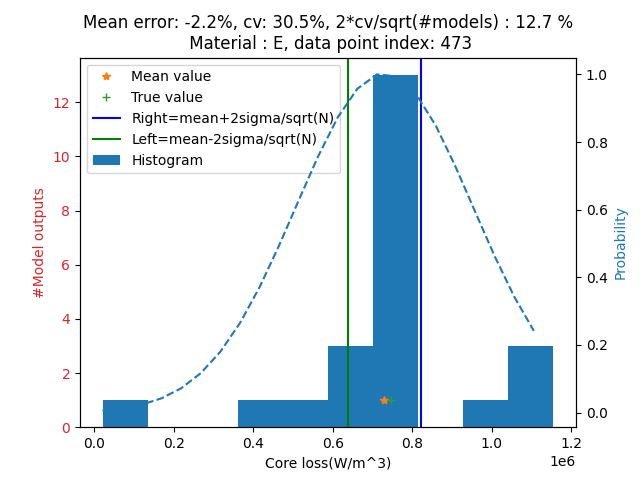 Mean error: -2.2%, cv: 30.5%, 2*cv/sqrt(#models) : 12.7 %
Material : E, data point index: 473
Mean value
True value
Right=mean+2sigma/sqrt(N)
Left=mean-2sigma/sqrt(N)
Histogram
#Model outputs
0
2
4
6
8
10
12
Probability
0.0
0.2
0.4
0.6
0.8
1.0
0.0
0.2
0.4
0.6
0.8
1.0
1.2
1e6
Core loss(W/m^3)